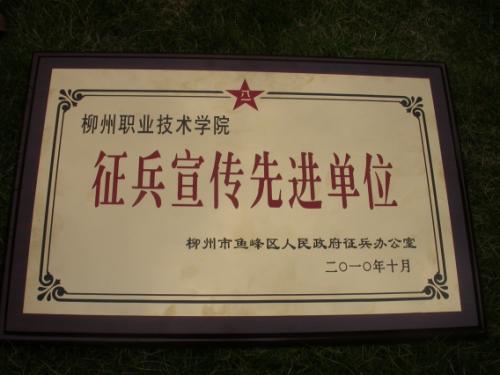 八一
柳州职业技术学院
征兵宣传先进单位
柳州市鱼峰区人民政府征兵办公室
二〇一〇年十月